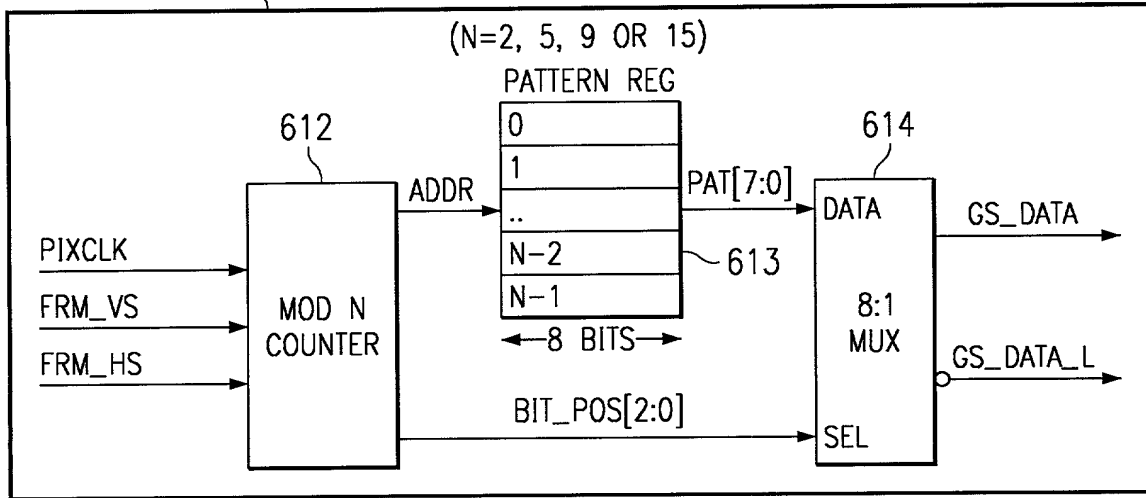 (N=2, 5, 9 OR 15)
PATTERN REG
612
0
1
..
N-2
N-1
613
614
ADDR
PAT[7:0]
PIXCLK
FRM_VS
FRM_HS
MOD N
COUNTER
8 BITS
BIT_POS[2:0]
DATA
8:1
MUX
SEL
GS_DATA
GS_DATA_L